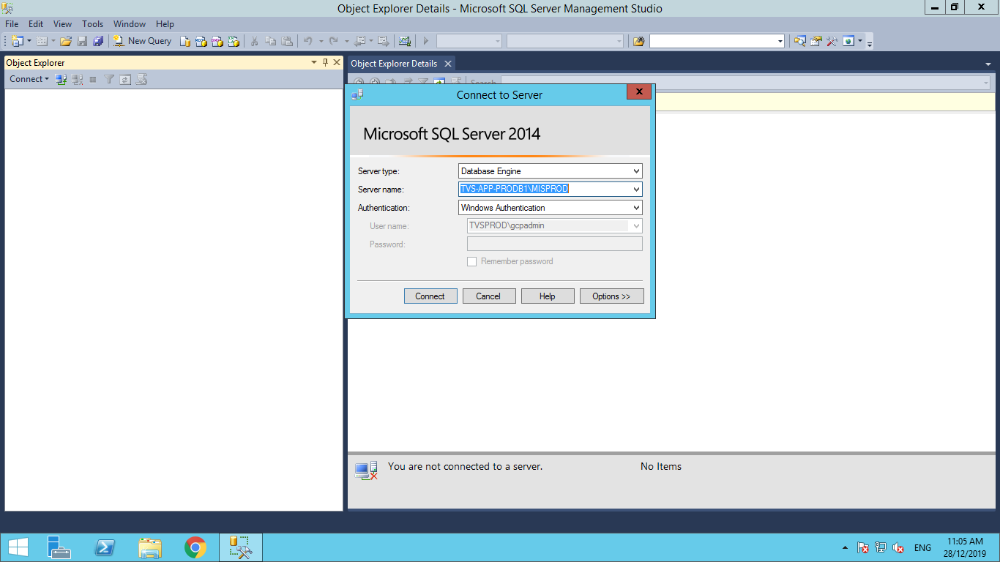 Object Explorer Details - Microsoft SQL Server Management Studio
File Edit View Tools Window Help
New Query
Object Explorer
Object Explorer Details
Connect
Search
Connect to Server
Microsoft SQL Server 2014
Server type: Database Engine
Server name: TVS-APP-PRODB1\MISPROD
Authentication: Windows Authentication
User name: TVSPROD\gcpadmin
Password:
Remember password
Connect Cancel Help Options >>
You are not connected to a server. No Items
ENG
11:05 AM
28/12/2019